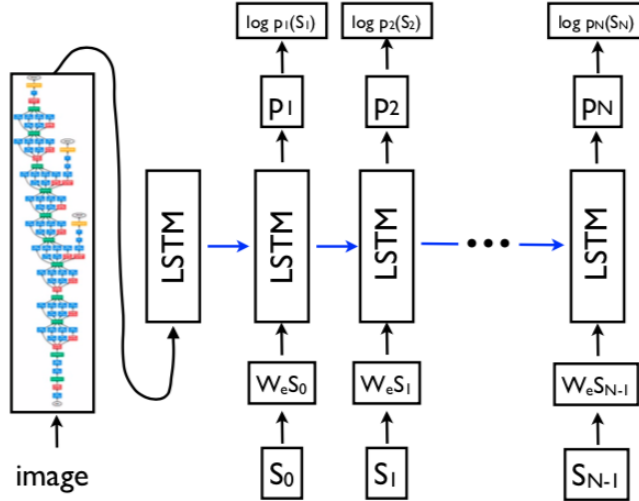 log p₁(S₁) log p₂(S₂) log pN(SN)
p₁ p₂ pN
LSTM LSTM LSTM LSTM
WₑS₀ WₑS₁ WₑSN-1
image S₀ S₁ SN-1